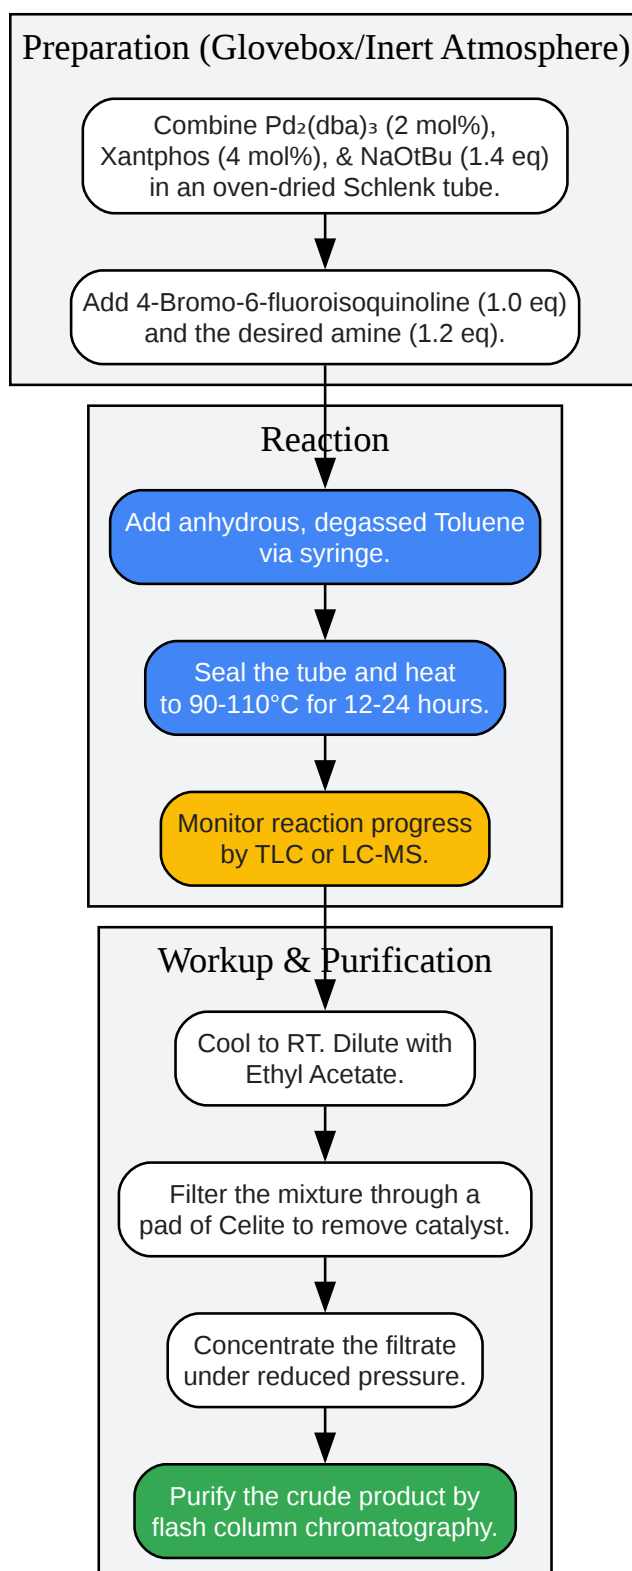 Preparation (Glovebox/Inert Atmosphere)
Combine Pd₂(dba)₃ (2 mol%),
Xantphos (4 mol%), & NaOtBu (1.4 eq)
in an oven-dried Schlenk tube.
Add 4-Bromo-6-fluoroisoquinoline (1.0 eq)
and the desired amine (1.2 eq).
Reaction
Add anhydrous, degassed Toluene
via syringe.
Seal the tube and heat
to 90-110°C for 12-24 hours.
Monitor reaction progress
by TLC or LC-MS.
Workup & Purification
Cool to RT. Dilute with
Ethyl Acetate.
Filter the mixture through a
pad of Celite to remove catalyst.
Concentrate the filtrate
under reduced pressure.
Purify the crude product by
flash column chromatography.